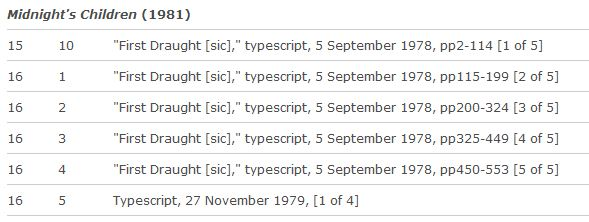 Midnight's Children (1981)
15 10 "First Draught [sic]," typescript, 5 September 1978, pp2-114 [1 of 5]
16 1 "First Draught [sic]," typescript, 5 September 1978, pp115-199 [2 of 5]
16 2 "First Draught [sic]," typescript, 5 September 1978, pp200-324 [3 of 5]
16 3 "First Draught [sic]," typescript, 5 September 1978, pp325-449 [4 of 5]
16 4 "First Draught [sic]," typescript, 5 September 1978, pp450-553 [5 of 5]
16 5 Typescript, 27 November 1979, [1 of 4]